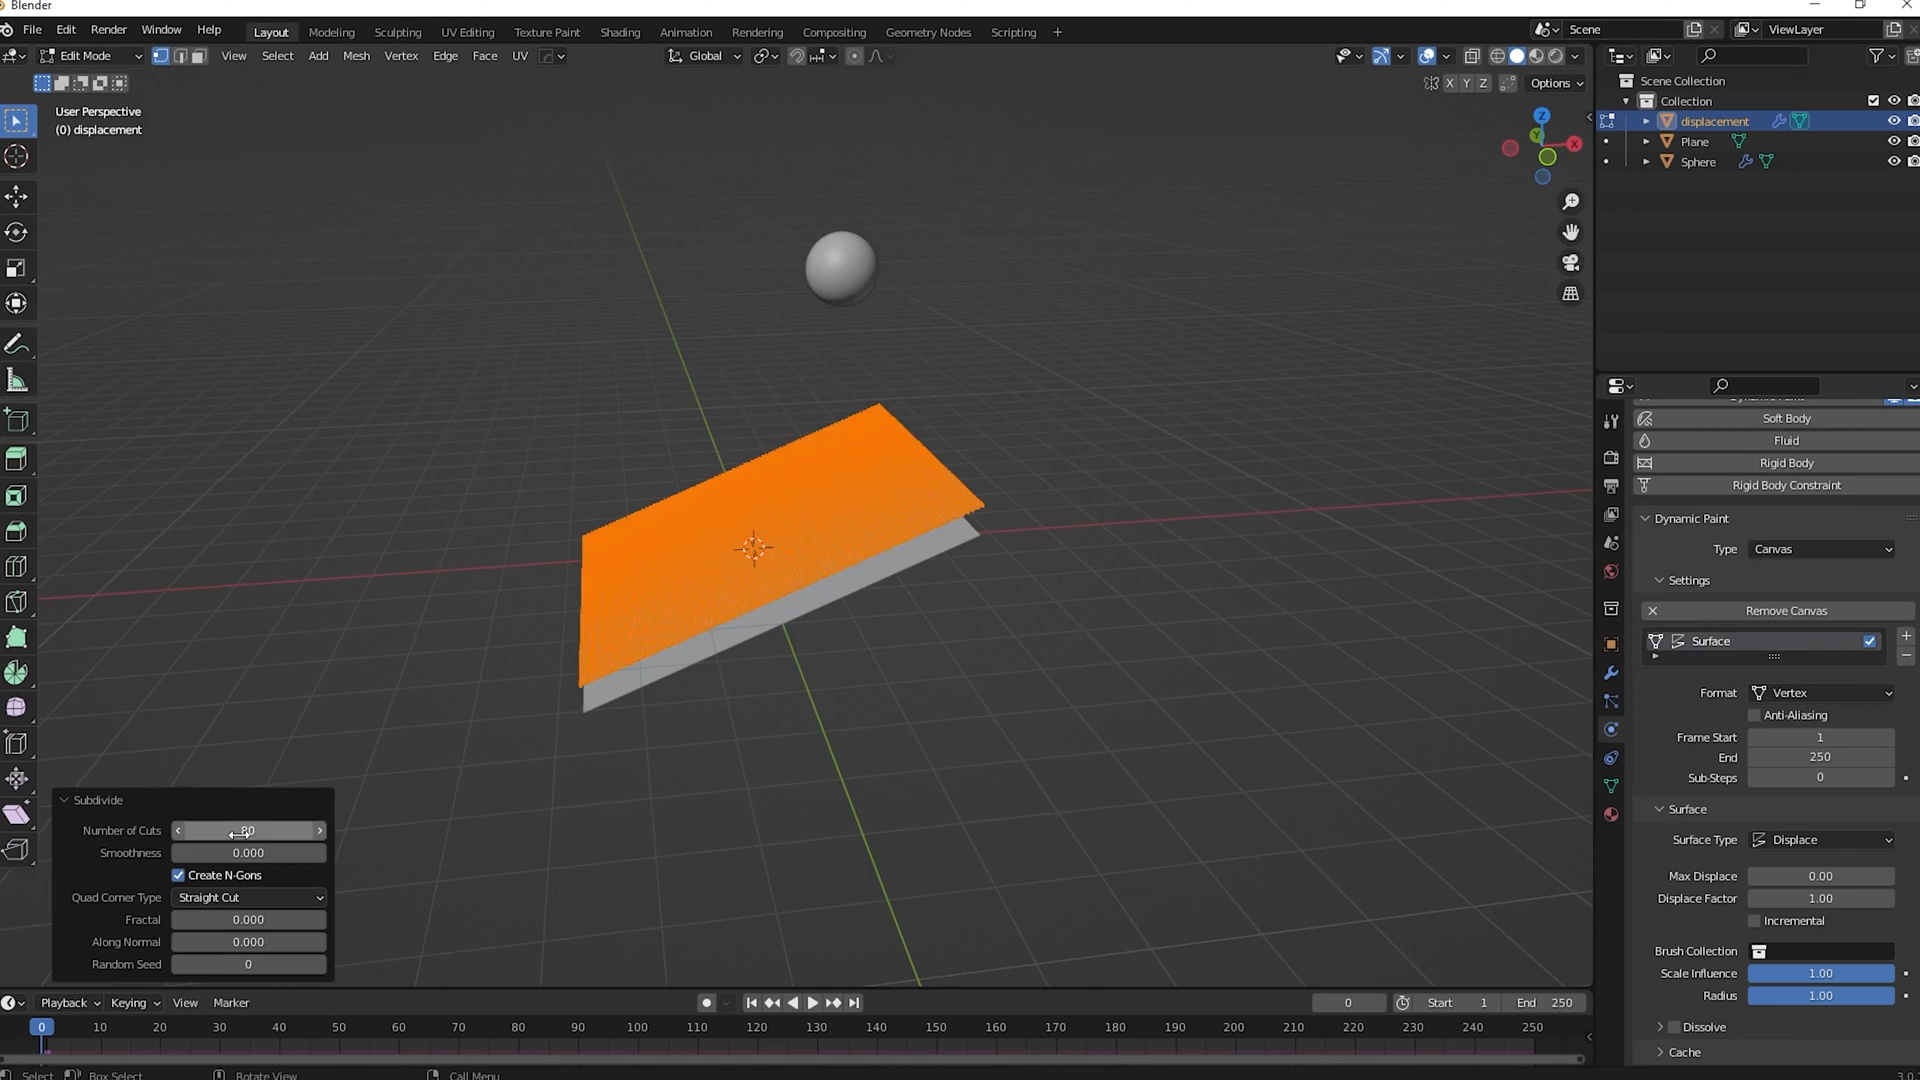 Blender
File Edit Render Window Help Layout Modeling Sculpting UV Editing Texture Paint Shading Animation Rendering Compositing Geometry Nodes Scripting + Scene ViewLayer
Edit Mode View Select Add Mesh Vertex Edge Face UV Global
X Y Z Options
User Perspective
(0) displacement
Z
Y
X
Scene Collection
Collection
displacement
Plane
Sphere
Soft Body
Fluid
Rigid Body
Rigid Body Constraint
Dynamic Paint
Type Canvas
Settings
Remove Canvas
Surface
Format Vertex
Anti-Aliasing
Frame Start 1
End 250
Sub-Steps 0
Surface
Surface Type Displace
Max Displace 0.00
Displace Factor 1.00
Incremental
Brush Collection
Scale Influence 1.00
Radius 1.00
Dissolve
Cache
Subdivide
Number of Cuts 80
Smoothness 0.000
Create N-Gons
Quad Corner Type Straight Cut
Fractal 0.000
Along Normal 0.000
Random Seed 0
Playback Keying View Marker 0 Start 1 End 250
0 10 20 30 40 50 60 70 80 90 100 110 120 130 140 150 160 170 180 190 200 210 220 230 240 250
Select Box Select Rotate View Call Menu